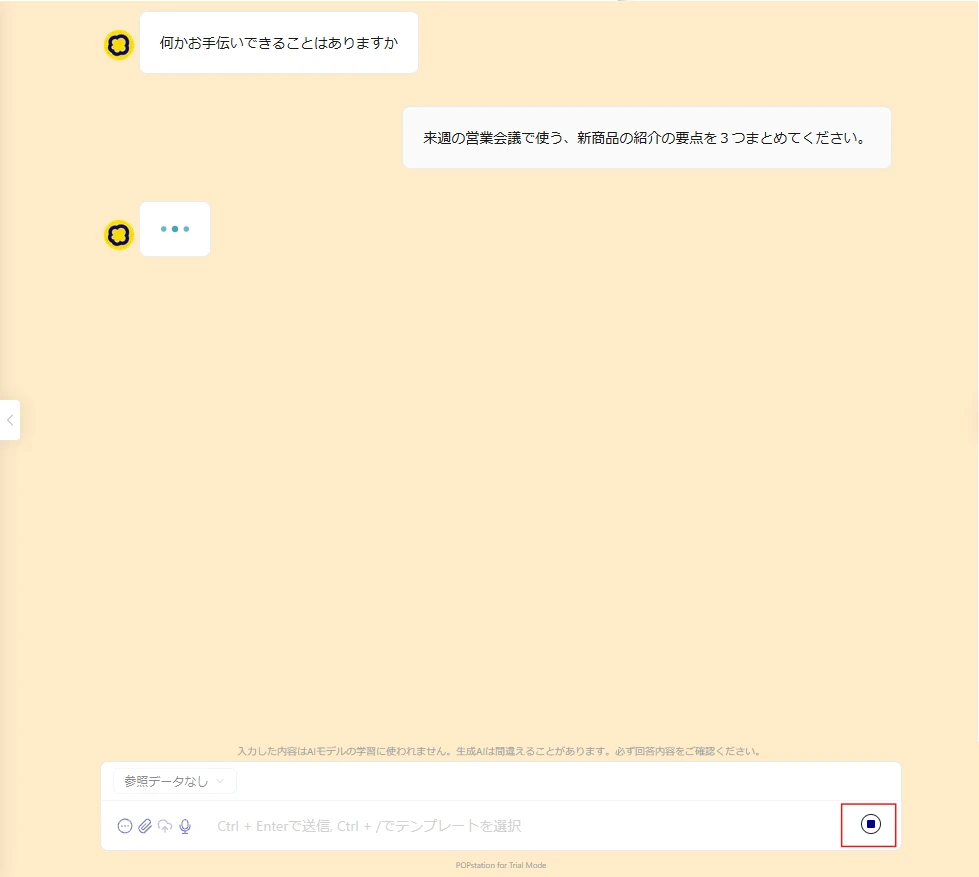 何かお手伝いできることはありますか
来週の営業会議で使う、新商品の紹介の要点を３つまとめてください。
入力した内容はAIモデルの学習に使われません。生成AIは間違えることがあります。必ず回答内容をご確認ください。
参照データなし
Ctrl + Enterで送信, Ctrl + /でテンプレートを選択
POPstation for Trial Mode